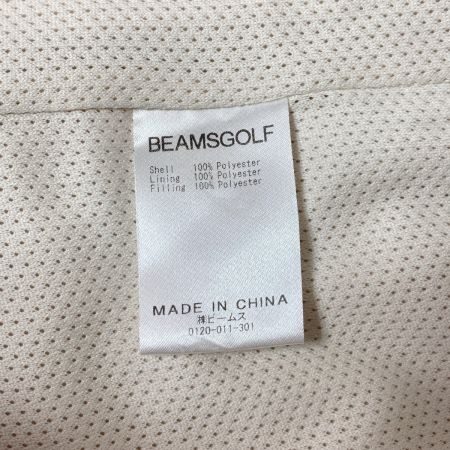 BEAMSGOLF
Shell 100% Polyester
Lining 100% Polyester
Filling 100% Polyester
MADE IN CHINA
㈱ビームス
0120-011-301